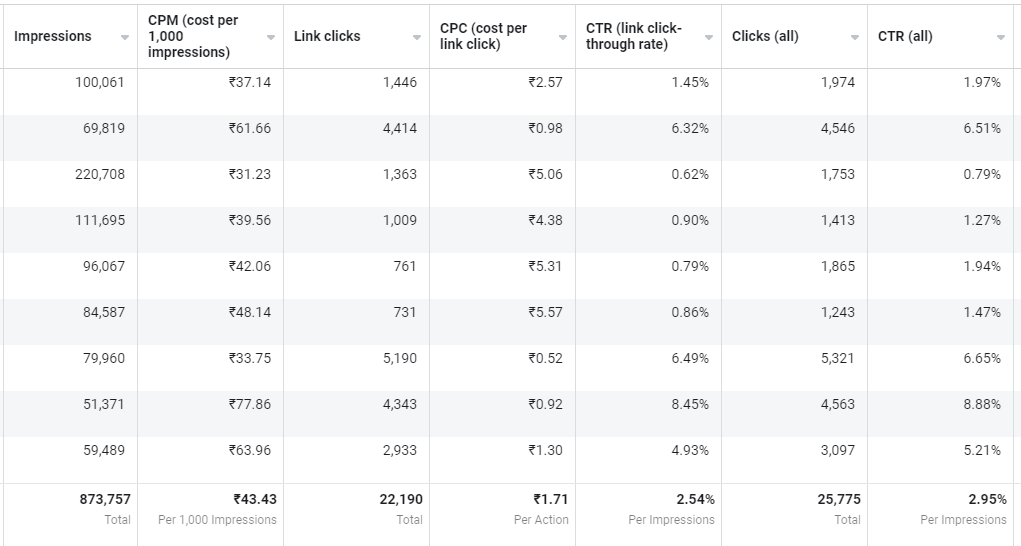 Impressions CPM (cost per 1,000 impressions) Link clicks CPC (cost per link click) CTR (link click-through rate) Clicks (all) CTR (all)
100,061 ₹37.14 1,446 ₹2.57 1.45% 1,974 1.97%
69,819 ₹61.66 4,414 ₹0.98 6.32% 4,546 6.51%
220,708 ₹31.23 1,363 ₹5.06 0.62% 1,753 0.79%
111,695 ₹39.56 1,009 ₹4.38 0.90% 1,413 1.27%
96,067 ₹42.06 761 ₹5.31 0.79% 1,865 1.94%
84,587 ₹48.14 731 ₹5.57 0.86% 1,243 1.47%
79,960 ₹33.75 5,190 ₹0.52 6.49% 5,321 6.65%
51,371 ₹77.86 4,343 ₹0.92 8.45% 4,563 8.88%
59,489 ₹63.96 2,933 ₹1.30 4.93% 3,097 5.21%
873,757 ₹43.43 22,190 ₹1.71 2.54% 25,775 2.95%
Total Per 1,000 Impressions Total Per Action Per Impressions Total Per Impressions